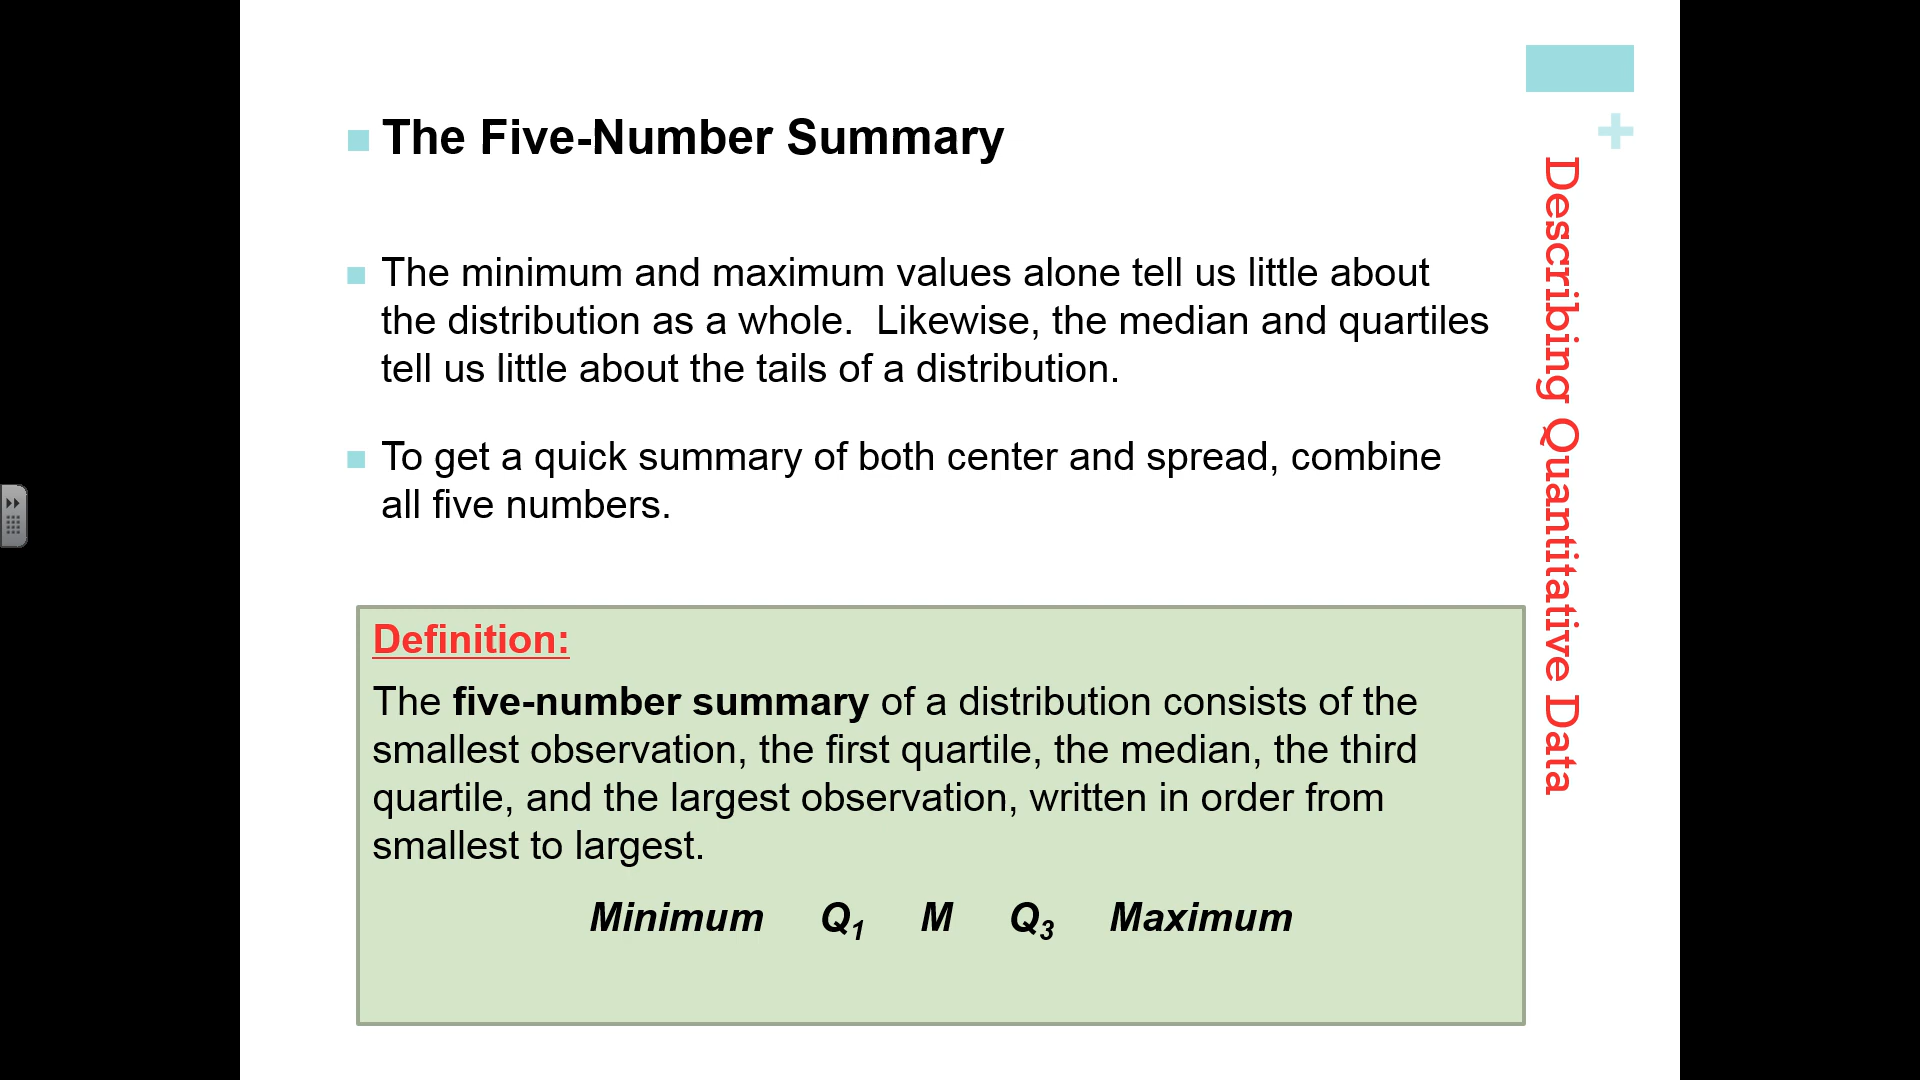 The Five-Number Summary
The minimum and maximum values alone tell us little about
the distribution as a whole.  Likewise, the median and quartiles
tell us little about the tails of a distribution.
To get a quick summary of both center and spread, combine
all five numbers.
Definition:
The five-number summary of a distribution consists of the
smallest observation, the first quartile, the median, the third
quartile, and the largest observation, written in order from
smallest to largest.
Minimum Q1 M Q3 Maximum
+
Describing Quantitative Data